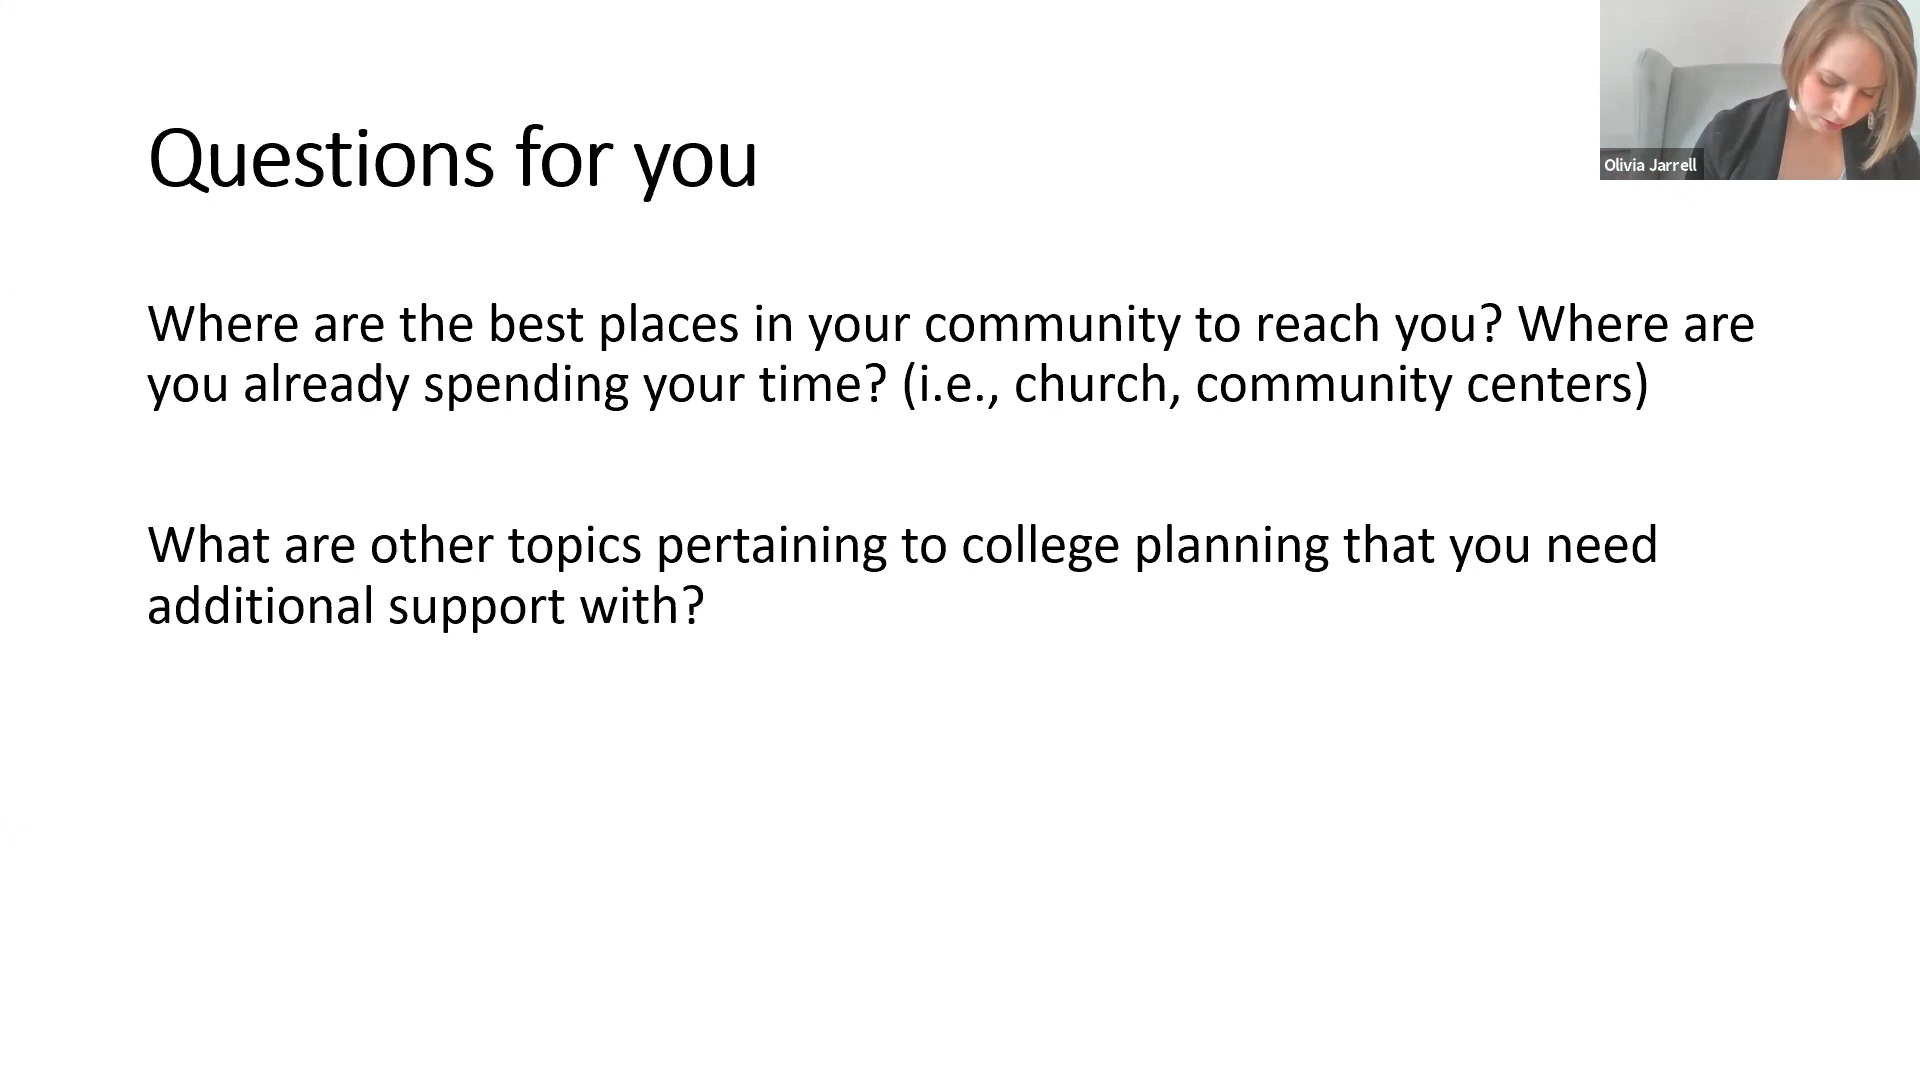 Questions for you
Olivia Jarrell
Where are the best places in your community to reach you? Where are
you already spending your time? (i.e., church, community centers)
What are other topics pertaining to college planning that you need
additional support with?